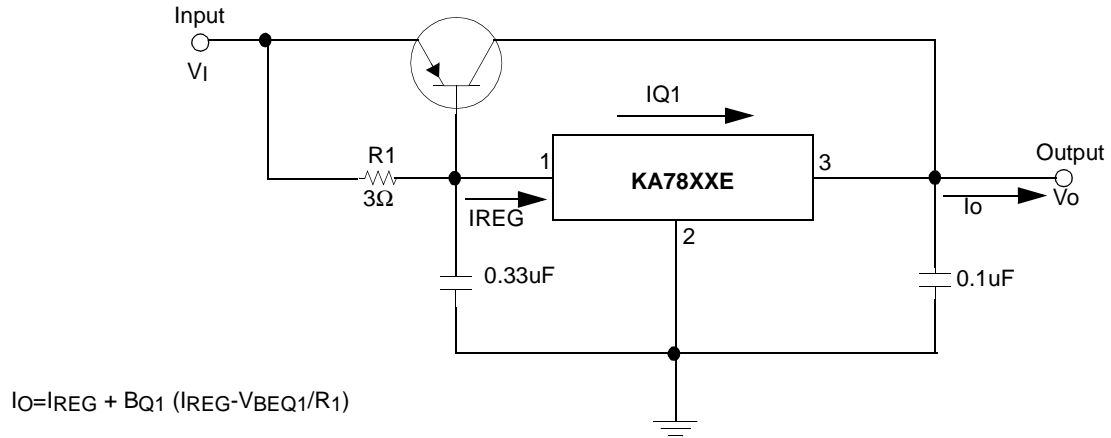 Input
VI
IQ1
R1
3Ω
1
KA78XXE
3
Output
IREG
Io
Vo
2
0.33uF
0.1uF
IO=IREG + BQ1 (IREG-VBEQ1/R1)